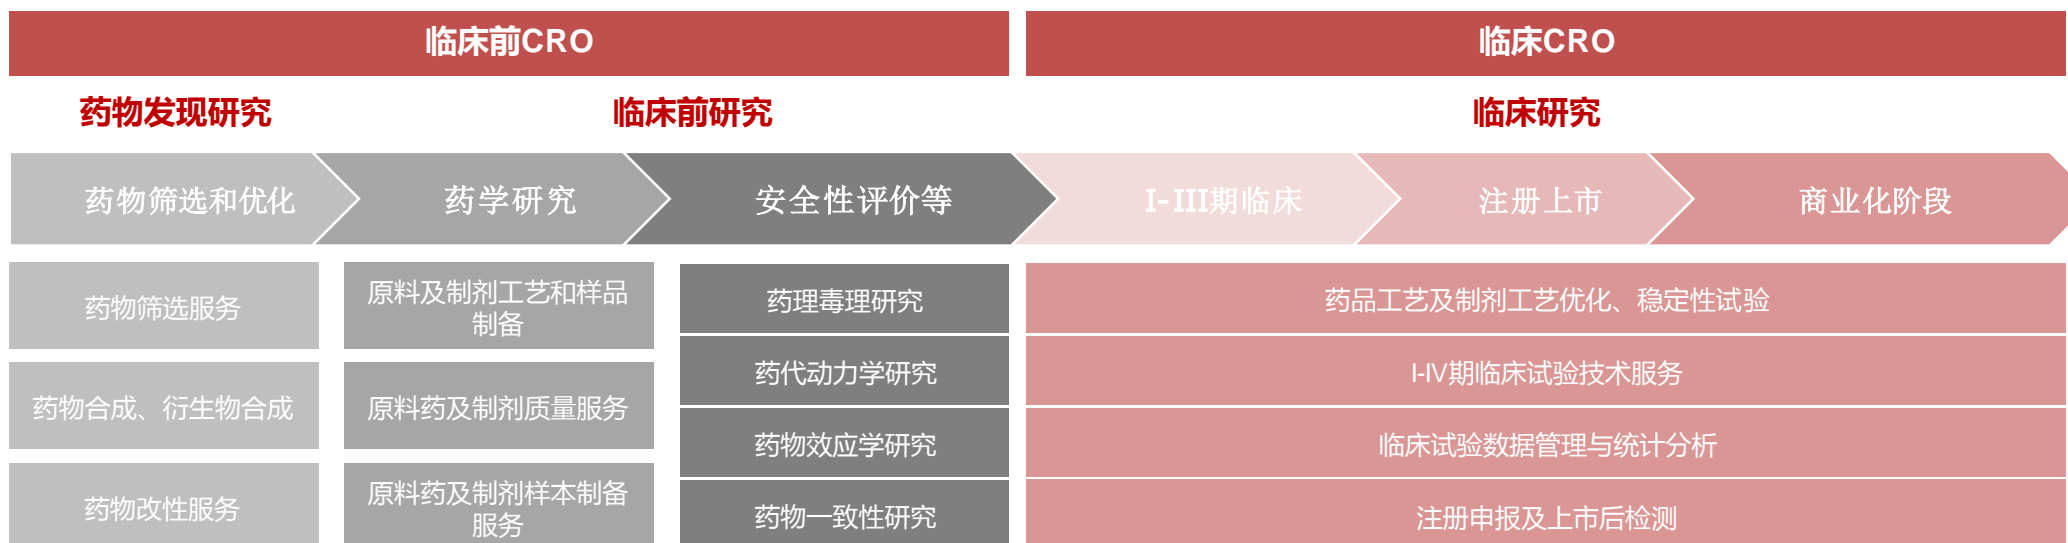 临床前CRO
临床CRO
药物发现研究
临床前研究
临床研究
药物筛选和优化
药学研究
安全性评价等
I-III期临床
注册上市
商业化阶段
药物筛选服务
药物合成、衍生物合成
药物改性服务
原料及制剂工艺和样品
制备
原料药及制剂质量服务
原料药及制剂样本制备
服务
药理毒理研究
药代动力学研究
药物效应学研究
药物一致性研究
药品工艺及制剂工艺优化、稳定性试验
I-IV期临床试验技术服务
临床试验数据管理与统计分析
注册申报及上市后检测